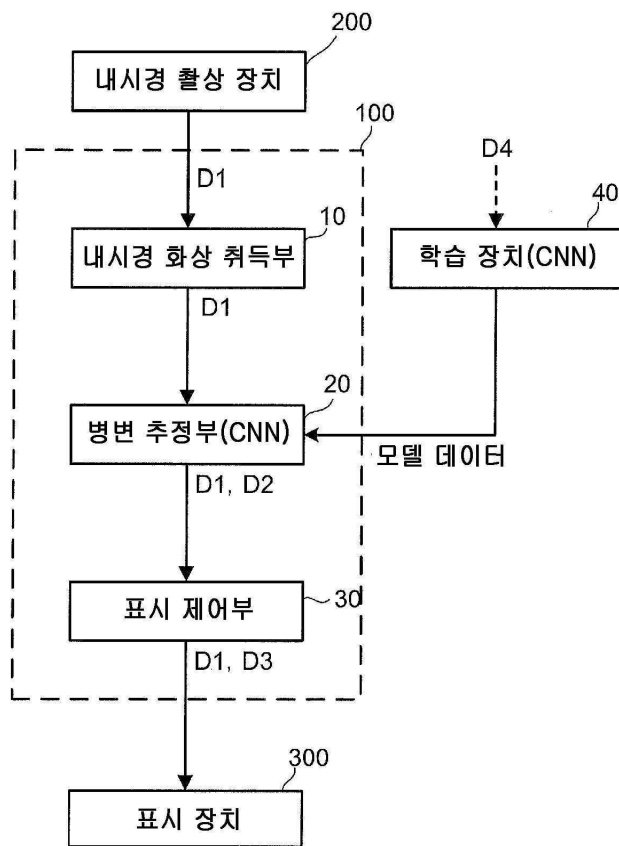 200
내시경 촬상 장치
100
D1
D4
10
40
내시경 화상 취득부
학습 장치(CNN)
D1
20
병변 추정부(CNN)
모델 데이터
D1, D2
표시 제어부
30
D1, D3
300
표시 장치